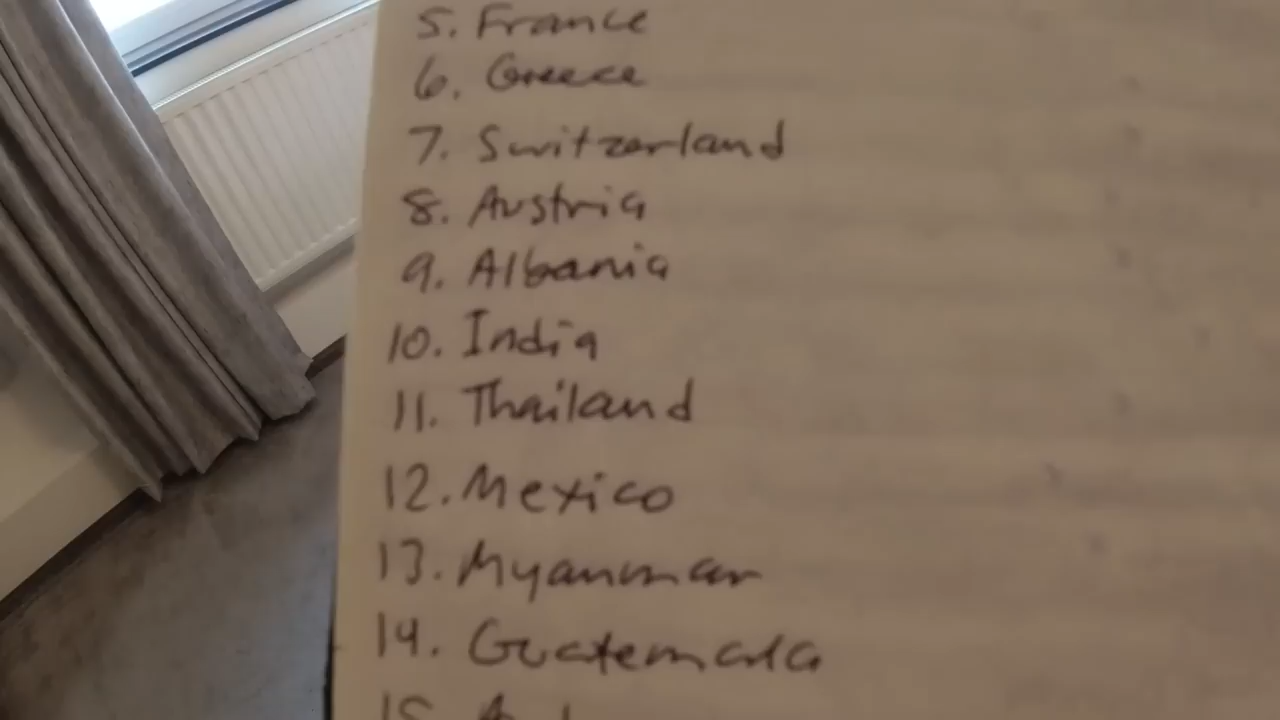 5. France
6. Greece
7. Switzerland
8. Austria
9. Albania
10. India
11. Thailand
12. Mexico
13. Myanmar
14. Guatemala
15.